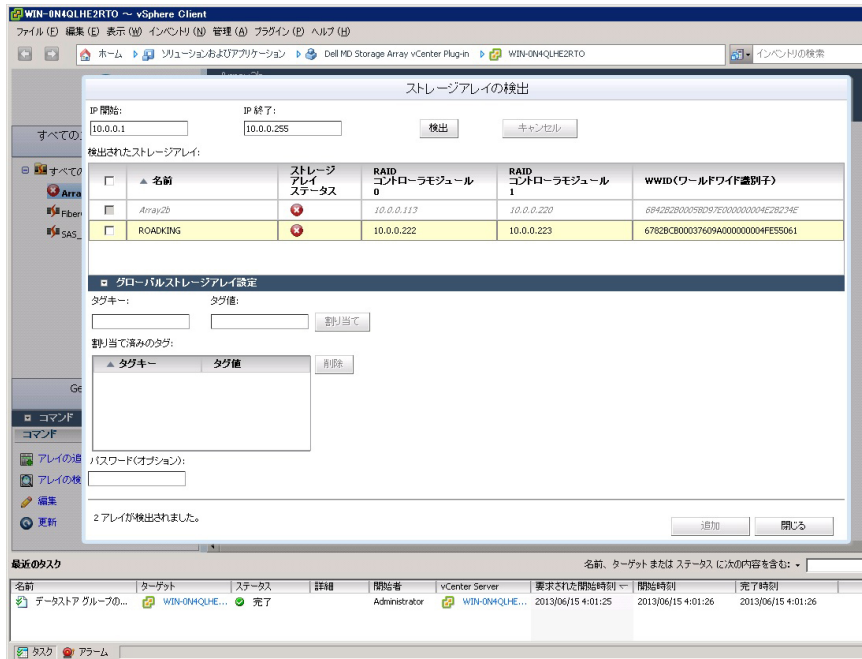 WIN-0N4QLHE2RTO ～ vSphere Client
ファイル (F) 編集 (E) 表示 (W) インベントリ (N) 管理 (A) プラグイン (P) ヘルプ (H)
ホーム ソリューションおよびアプリケーション Dell MD Storage Array vCenter Plug-in WIN-0N4QLHE2RTO インベントリの検索
ストレージアレイの検出
IP 開始: IP 終了:
10.0.0.1 10.0.0.255 検出 キャンセル
すべての
検出されたストレージアレイ:
名前 ストレージアレイステータス RAID コントローラモジュール 0 RAID コントローラモジュール 1 WWID(ワールドワイド識別子)
すべての
Arra
Array2b 10.0.0.113 10.0.0.220 6842B2B00058D97E000000004E2B234E
Fiber
ROADKING 10.0.0.222 10.0.0.223 6782BCB00037609A000000004FE55061
SAS_
グローバルストレージアレイ設定
タグキー: タグ値:
割り当て
割り当て済みのタグ:
タグキー タグ値 削除
Ge
コマンド
コマンド
アレイの追
パスワード(オプション):
アレイの検
編集
更新
2 アレイが検出されました。
追加 閉じる
最近のタスク 名前、ターゲット または ステータス に次の内容を含む:
名前 ターゲット ステータス 詳細 開始者 vCenter Server 要求された開始時刻 開始時刻 完了時刻
データストア グループの... WIN-0N4QLHE... 完了 Administrator WIN-0N4QLHE... 2013/06/15 4:01:25 2013/06/15 4:01:26 2013/06/15 4:01:26
タスク アラーム